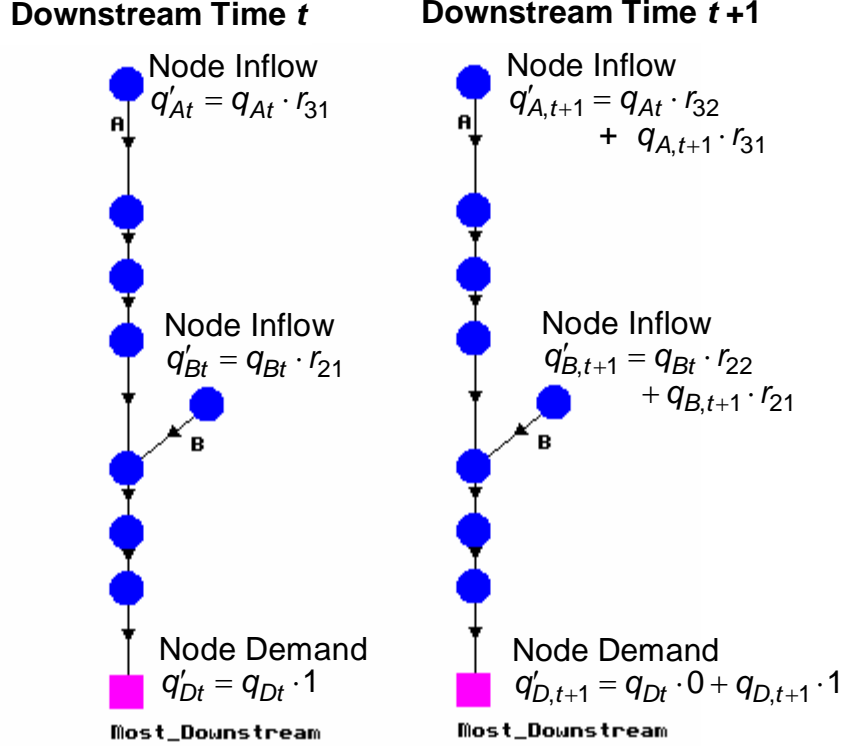 Downstream Time t
Node Inflow
q′At = qAt · r31
A
Node Inflow
q′Bt = qBt · r21
B
Node Demand
q′Dt = qDt · 1
Most_Downstream
Downstream Time t +1
Node Inflow
q′A,t+1 = qAt · r32
+ qA,t+1 · r31
A
Node Inflow
q′B,t+1 = qBt · r22
+ qB,t+1 · r21
B
Node Demand
q′D,t+1 = qDt · 0 + qD,t+1 · 1
Most_Downstream